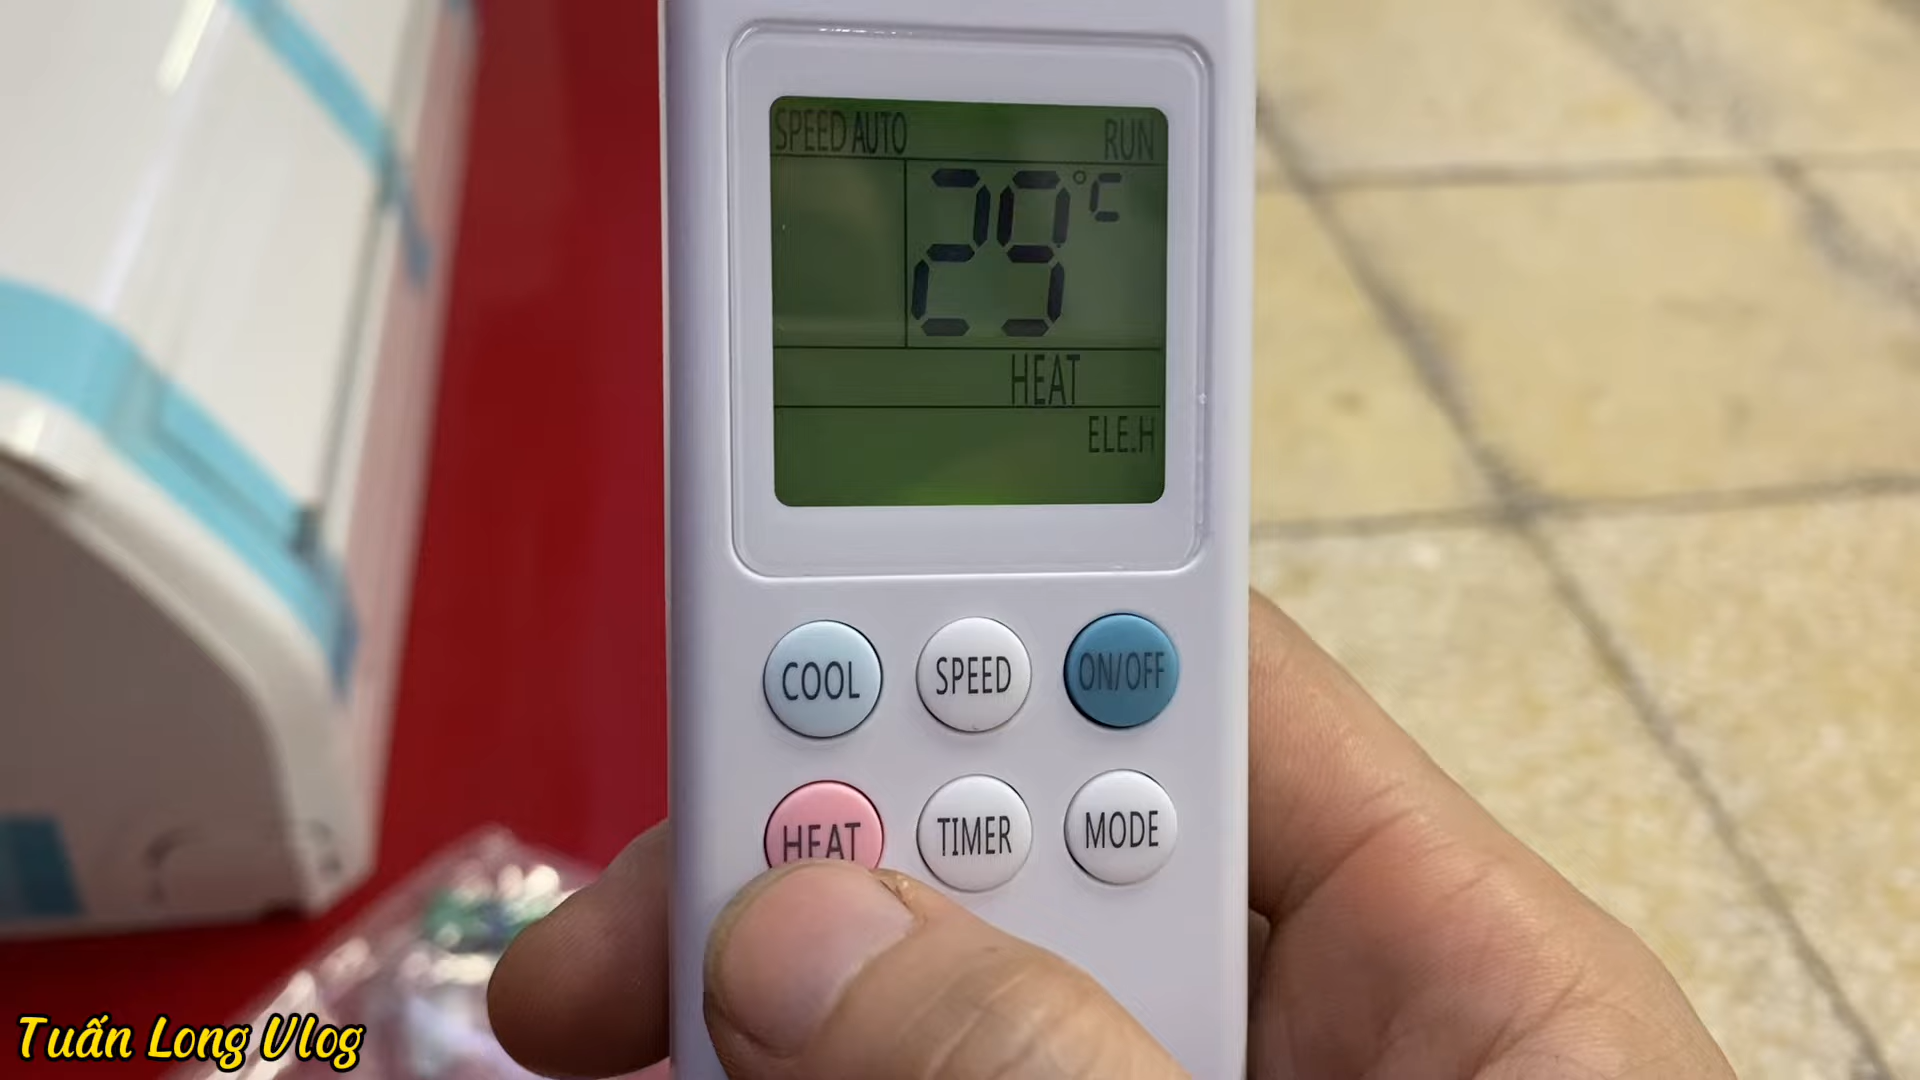 SPEED AUTO RUN
29°C
HEAT
ELE.H
COOL SPEED ON/OFF
HEAT TIMER MODE
Tuấn Long Vlog